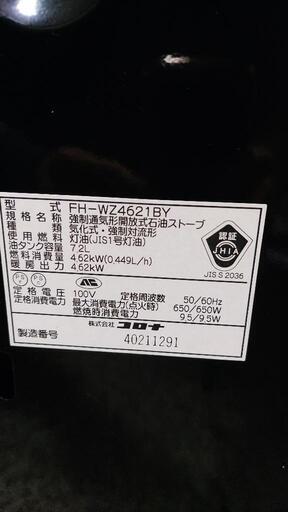 型式 FH-WZ4621BY
規格名称 強制通気形開放式石油ストーブ
種類 気化式・強制対流形
使用燃料 灯油(JIS1号灯油)
油タンク容量 7.2L
燃料消費量 4.62kW(0.449L/h)
暖房出力 4.62kW
認証
JHIA
JIS S 2036
定格電圧 100V 定格周波数 50/60Hz
定格消費電力 最大消費電力(点火時) 650/650W
燃焼時消費電力 9.5/9.5W
株式会社 コロナ
製造番号 40211291